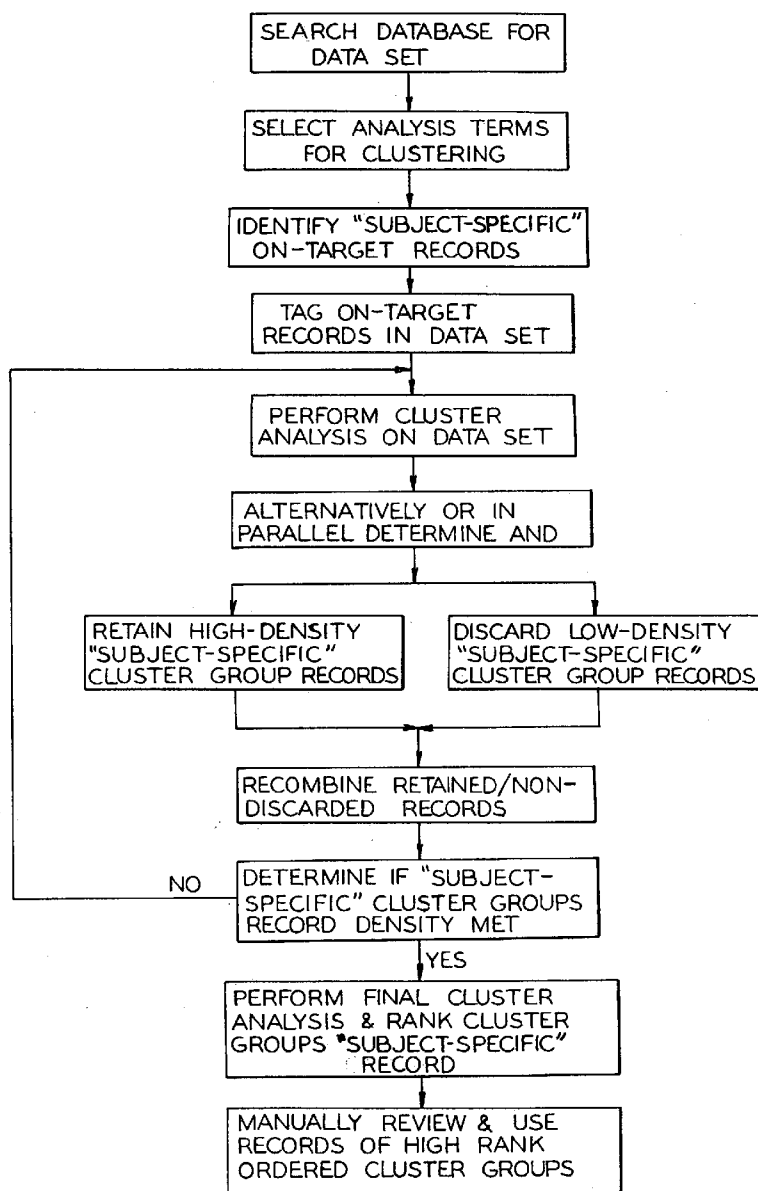 SEARCH DATABASE FOR
DATA SET
SELECT ANALYSIS TERMS
FOR CLUSTERING
IDENTIFY "SUBJECT-SPECIFIC"
ON-TARGET RECORDS
TAG ON-TARGET
RECORDS IN DATA SET
PERFORM CLUSTER
ANALYSIS ON DATA SET
ALTERNATIVELY OR IN
PARALLEL DETERMINE AND
RETAIN HIGH-DENSITY
"SUBJECT-SPECIFIC"
CLUSTER GROUP RECORDS
DISCARD LOW-DENSITY
"SUBJECT-SPECIFIC"
CLUSTER GROUP RECORDS
RECOMBINE RETAINED/NON-
DISCARDED RECORDS
NO
DETERMINE IF "SUBJECT-
SPECIFIC" CLUSTER GROUPS
RECORD DENSITY MET
YES
PERFORM FINAL CLUSTER
ANALYSIS & RANK CLUSTER
GROUPS "SUBJECT-SPECIFIC"
RECORD
MANUALLY REVIEW & USE
RECORDS OF HIGH RANK
ORDERED CLUSTER GROUPS